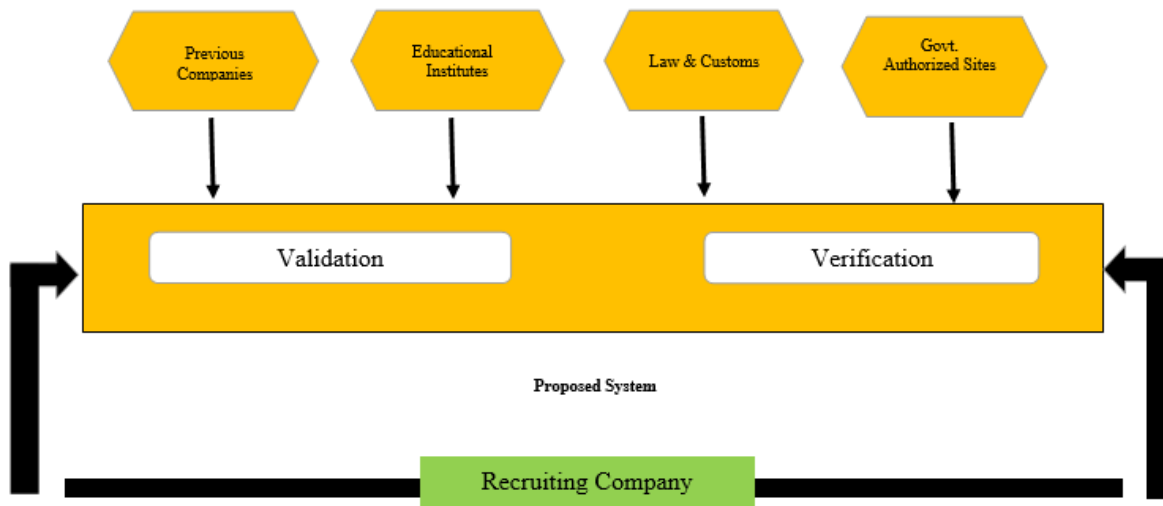 Previous
Companies
Educational
Institutes
Law & Customs
Govt.
Authorized Sites
Validation
Verification
Proposed System
Recruiting Company